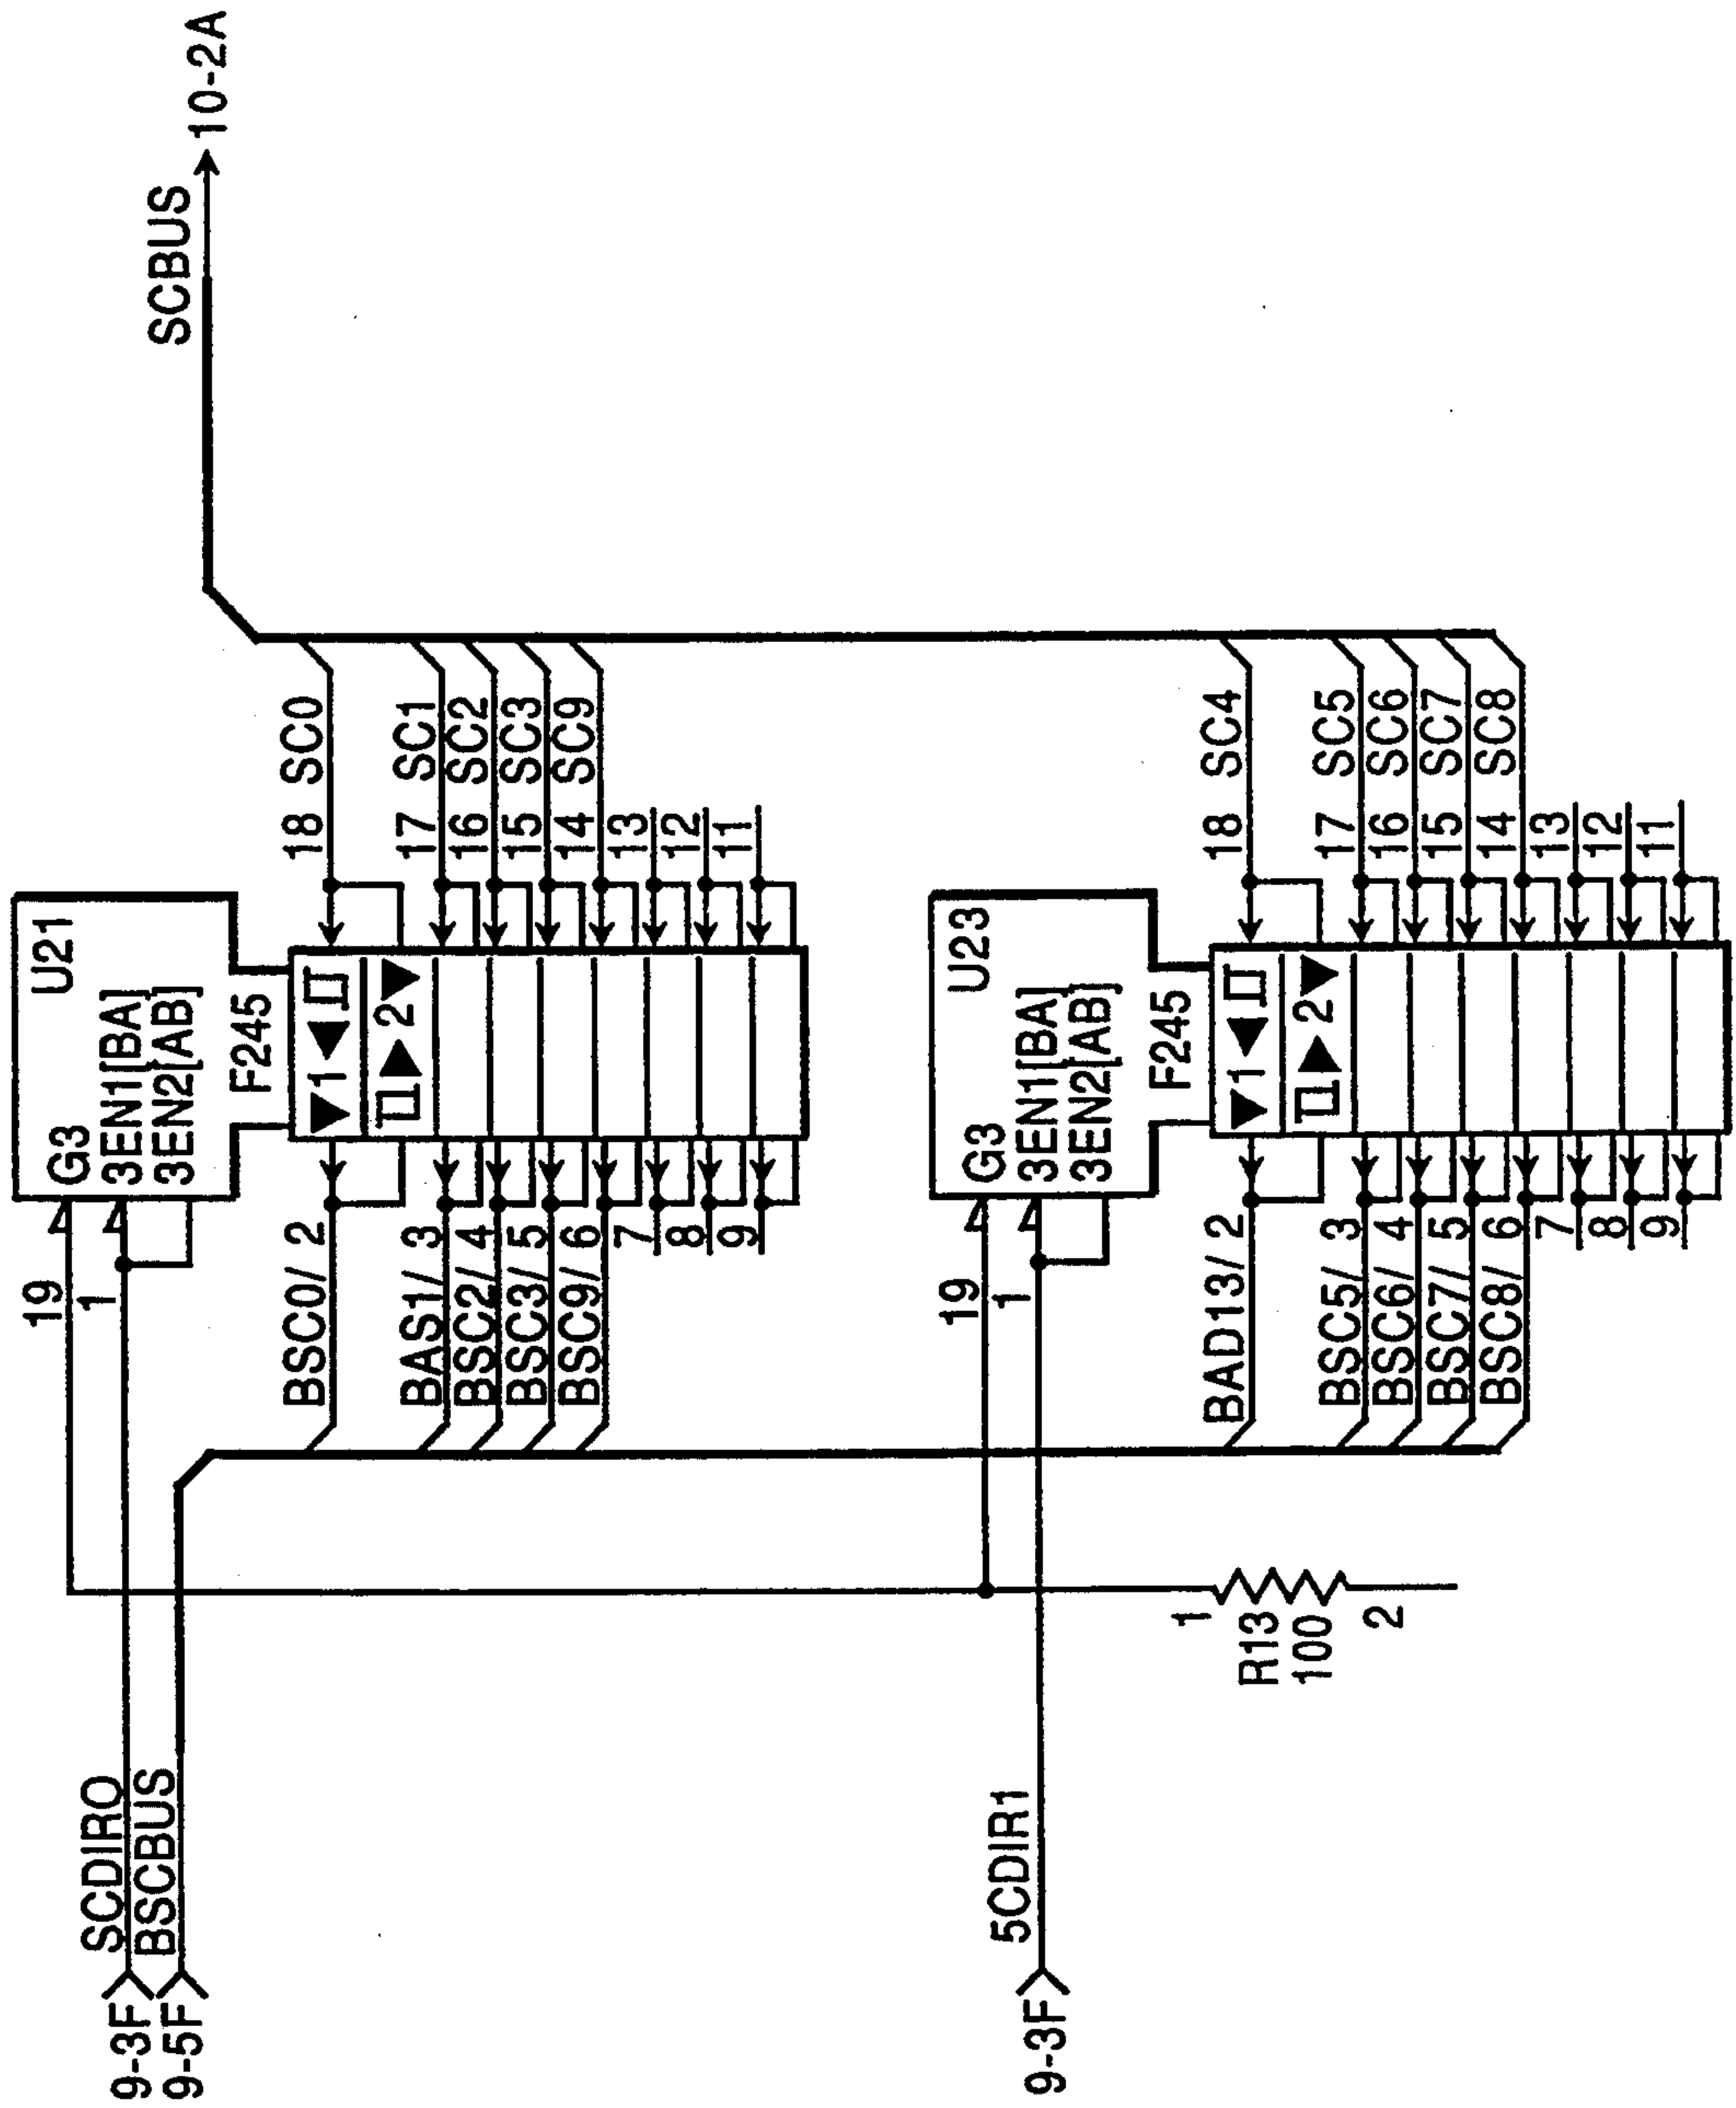 SCBUS
10-2A
U21
G3
3EN1[BA]
3EN2[AB]
F245
19
1
1
2
BSC0/ 2
18 SC0
BAS1/ 3
17 SC1
BSC2/ 4
16 SC2
BSC3/ 5
15 SC3
BSC9/ 6
14 SC9
7
13
8
12
9
11
9-3F
SCDIRO
9-5F
BSCBUS
U23
G3
3EN1[BA]
3EN2[AB]
F245
19
1
1
2
BAD13/ 2
18 SC4
BSC5/ 3
17 SC5
BSC6/ 4
16 SC6
BSC7/ 5
15 SC7
BSC8/ 6
14 SC8
7
13
8
12
9
11
9-3F
5CDIR1
1
R13
100
2